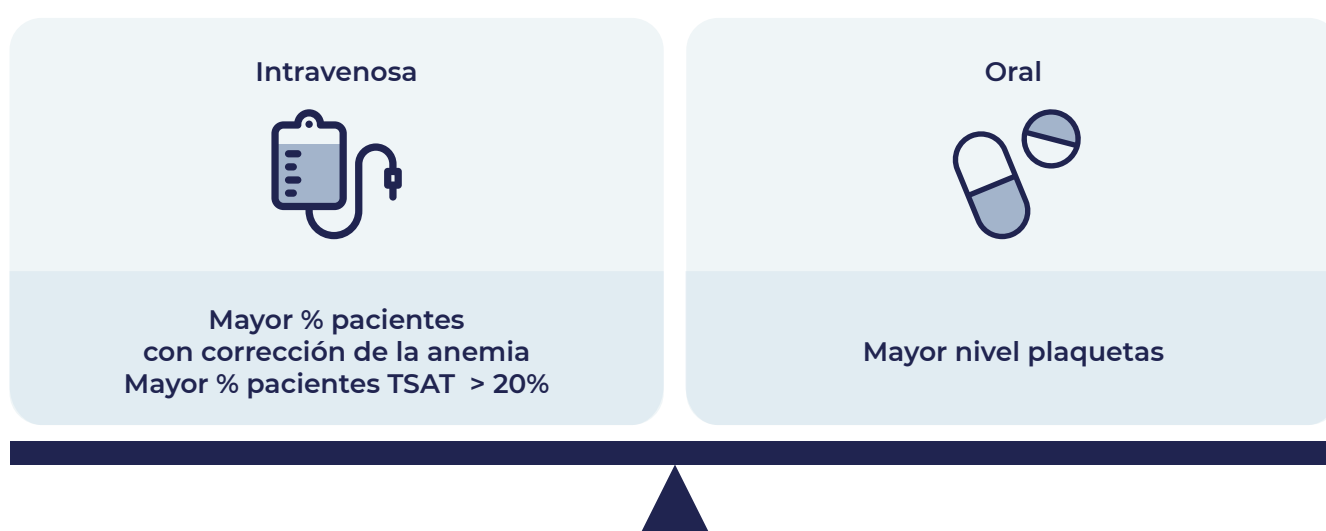 Intravenosa
Mayor % pacientes
con corrección de la anemia
Mayor % pacientes TSAT  > 20%
Oral
Mayor nivel plaquetas